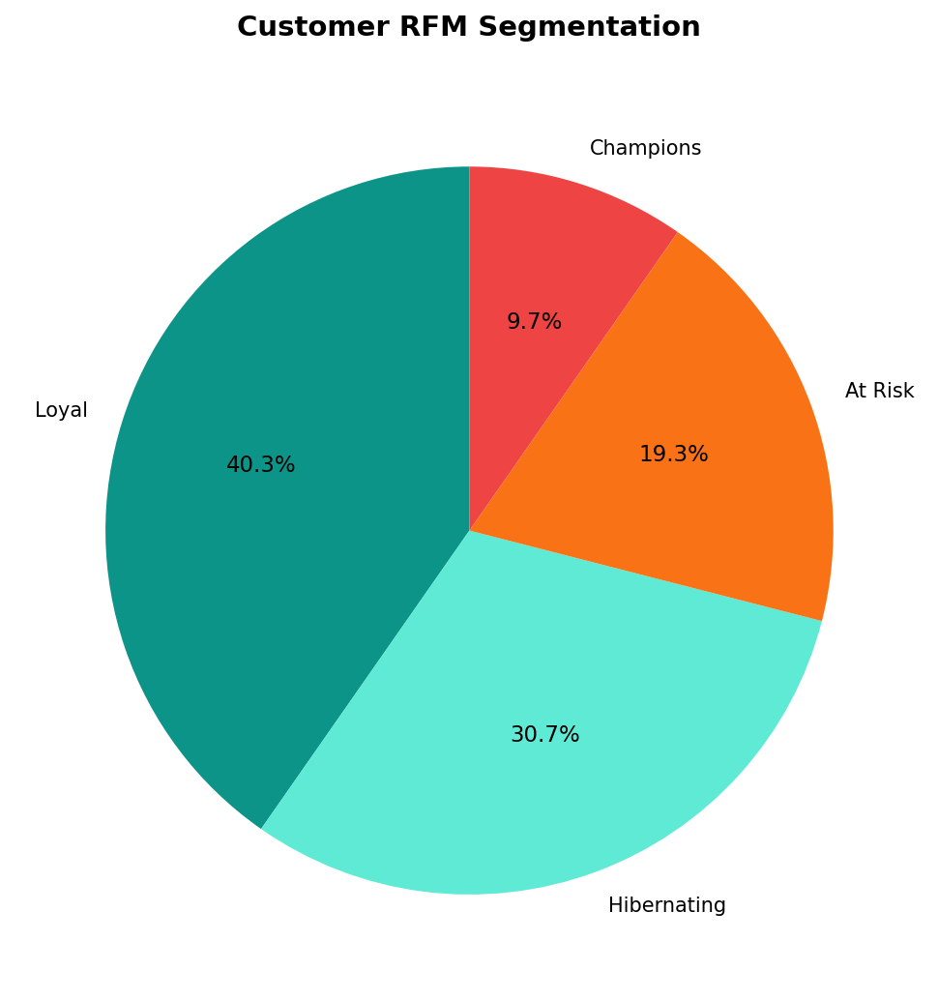 Customer RFM Segmentation
Champions
9.7%
At Risk
19.3%
Loyal
40.3%
30.7%
Hibernating